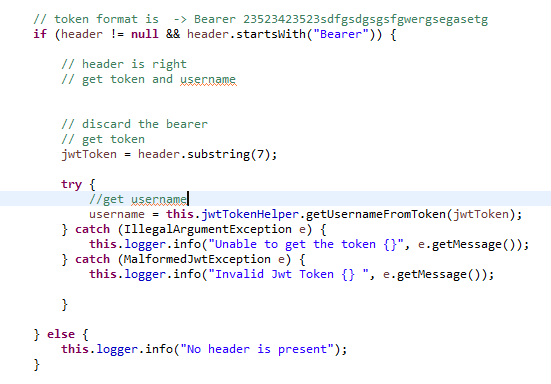 // token format is  -> Bearer 23523423523sdfgsdgsgsfgwergsegasetg
if (header != null && header.startsWith("Bearer")) {
// header is right
// get token and username
// discard the bearer
// get token
jwtToken = header.substring(7);
try {
//get username
username = this.jwtTokenHelper.getUsernameFromToken(jwtToken);
} catch (IllegalArgumentException e) {
this.logger.info("Unable to get the token {}", e.getMessage());
} catch (MalformedJwtException e) {
this.logger.info("Invalid Jwt Token {} ", e.getMessage());
}
} else {
this.logger.info("No header is present");
}